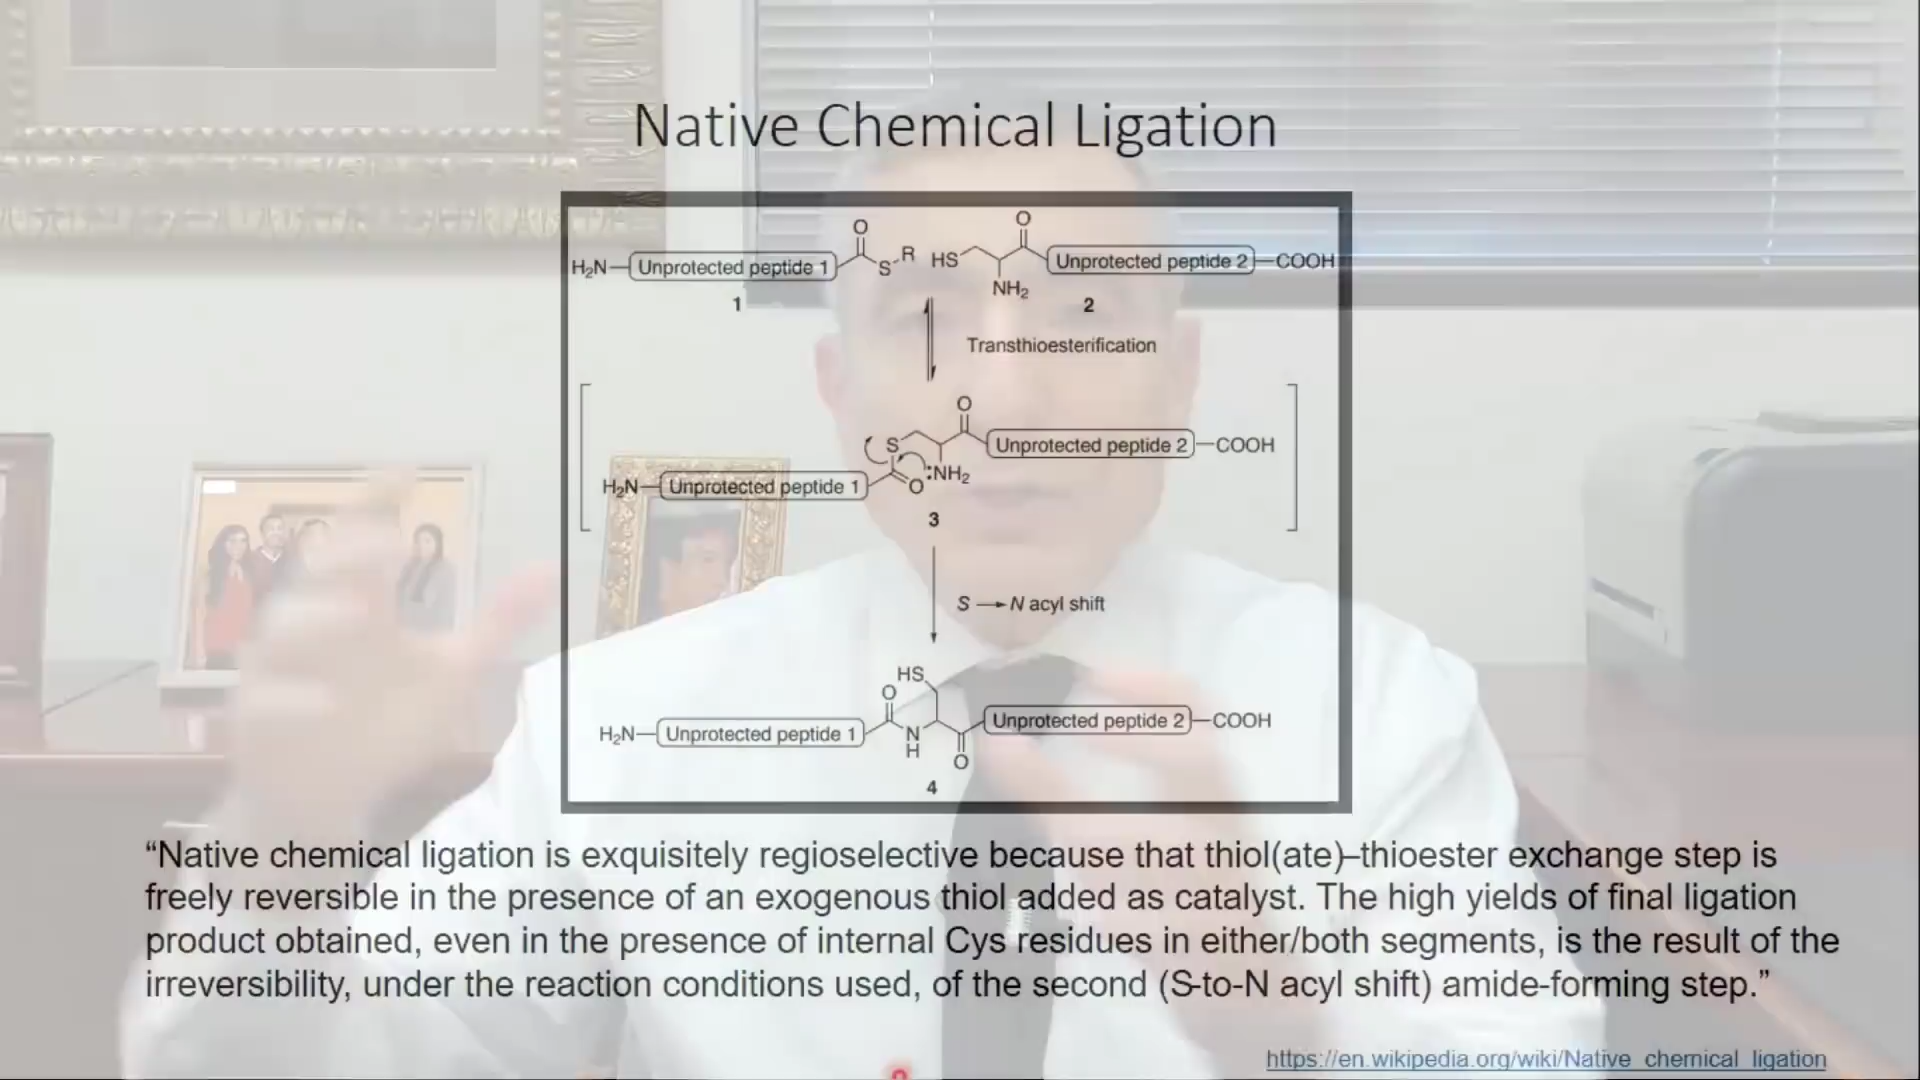 Native Chemical Ligation
O
O
H₂N Unprotected peptide 1 S R HS Unprotected peptide 2 COOH
NH₂
1 2
Transthioesterification
O
S Unprotected peptide 2 COOH
H₂N Unprotected peptide 1 O :NH₂
3
S → N acyl shift
HS
O
H₂N Unprotected peptide 1 N H Unprotected peptide 2 COOH
O
4
“Native chemical ligation is exquisitely regioselective because that thiol(ate)–thioester exchange step is
freely reversible in the presence of an exogenous thiol added as catalyst. The high yields of final ligation
product obtained, even in the presence of internal Cys residues in either/both segments, is the result of the
irreversibility, under the reaction conditions used, of the second (S-to-N acyl shift) amide-forming step.”
https://en.wikipedia.org/wiki/Native_chemical_ligation